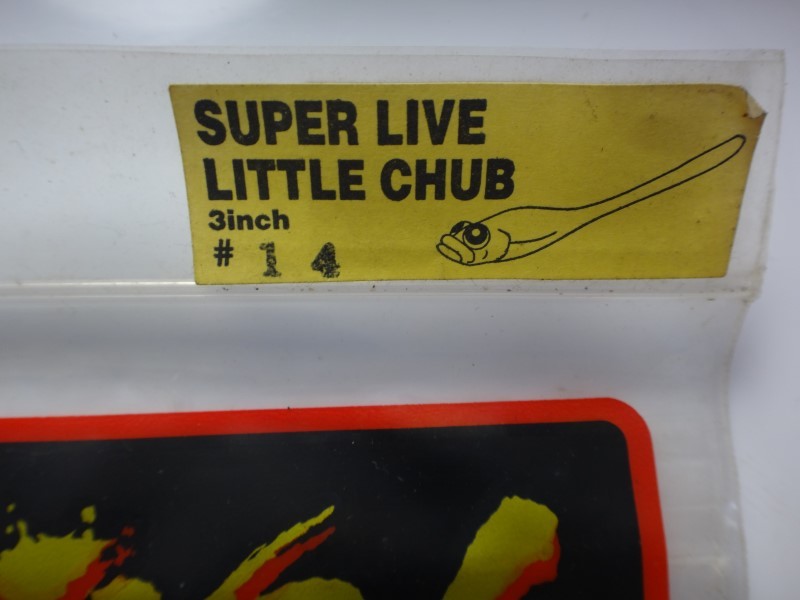 SUPER LIVE
LITTLE CHUB
3inch
# 14